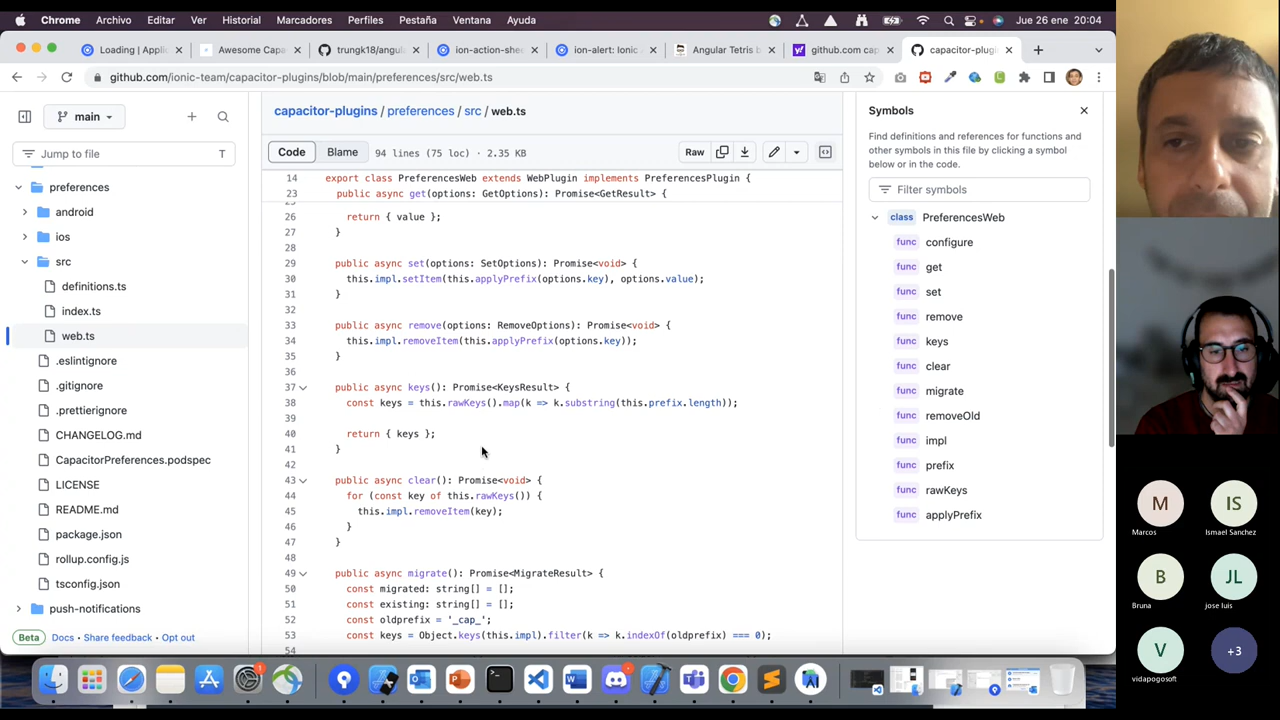 Chrome Archivo Editar Ver Historial Marcadores Perfiles Pestaña Ventana Ayuda Jue 26 ene 20:04
Loading | Applic
Awesome Cap
trungk18/angula
ion-action-shee
ion-alert: Ionic A
Angular Tetris b
github.com cap
capacitor-plugin
github.com/ionic-team/capacitor-plugins/blob/main/preferences/src/web.ts
main
Jump to file T
preferences
android
ios
src
definitions.ts
index.ts
web.ts
.eslintignore
.gitignore
.prettierignore
CHANGELOG.md
CapacitorPreferences.podspec
LICENSE
README.md
package.json
rollup.config.js
tsconfig.json
push-notifications
Beta Docs · Share feedback · Opt out
capacitor-plugins / preferences / src / web.ts
Code Blame 94 lines (75 loc) · 2.35 KB Raw
14 export class PreferencesWeb extends WebPlugin implements PreferencesPlugin {
23 public async get(options: GetOptions): Promise<GetResult> {
26 return { value };
27 }
28
29 public async set(options: SetOptions): Promise<void> {
30 this.impl.setItem(this.applyPrefix(options.key), options.value);
31 }
32
33 public async remove(options: RemoveOptions): Promise<void> {
34 this.impl.removeItem(this.applyPrefix(options.key));
35 }
36
37 public async keys(): Promise<KeysResult> {
38 const keys = this.rawKeys().map(k => k.substring(this.prefix.length));
39
40 return { keys };
41 }
42
43 public async clear(): Promise<void> {
44 for (const key of this.rawKeys()) {
45 this.impl.removeItem(key);
46 }
47 }
48
49 public async migrate(): Promise<MigrateResult> {
50 const migrated: string[] = [];
51 const existing: string[] = [];
52 const oldprefix = '_cap_';
53 const keys = Object.keys(this.impl).filter(k => k.indexOf(oldprefix) === 0);
54
Symbols
Find definitions and references for functions and
other symbols in this file by clicking a symbol
below or in the code.
Filter symbols
class PreferencesWeb
func configure
func get
func set
func remove
func keys
func clear
func migrate
func removeOld
func impl
func prefix
func rawKeys
func applyPrefix
M IS
Marcos Ismael Sanchez
B JL
Bruna jose luis
V +3
vidapogosoft